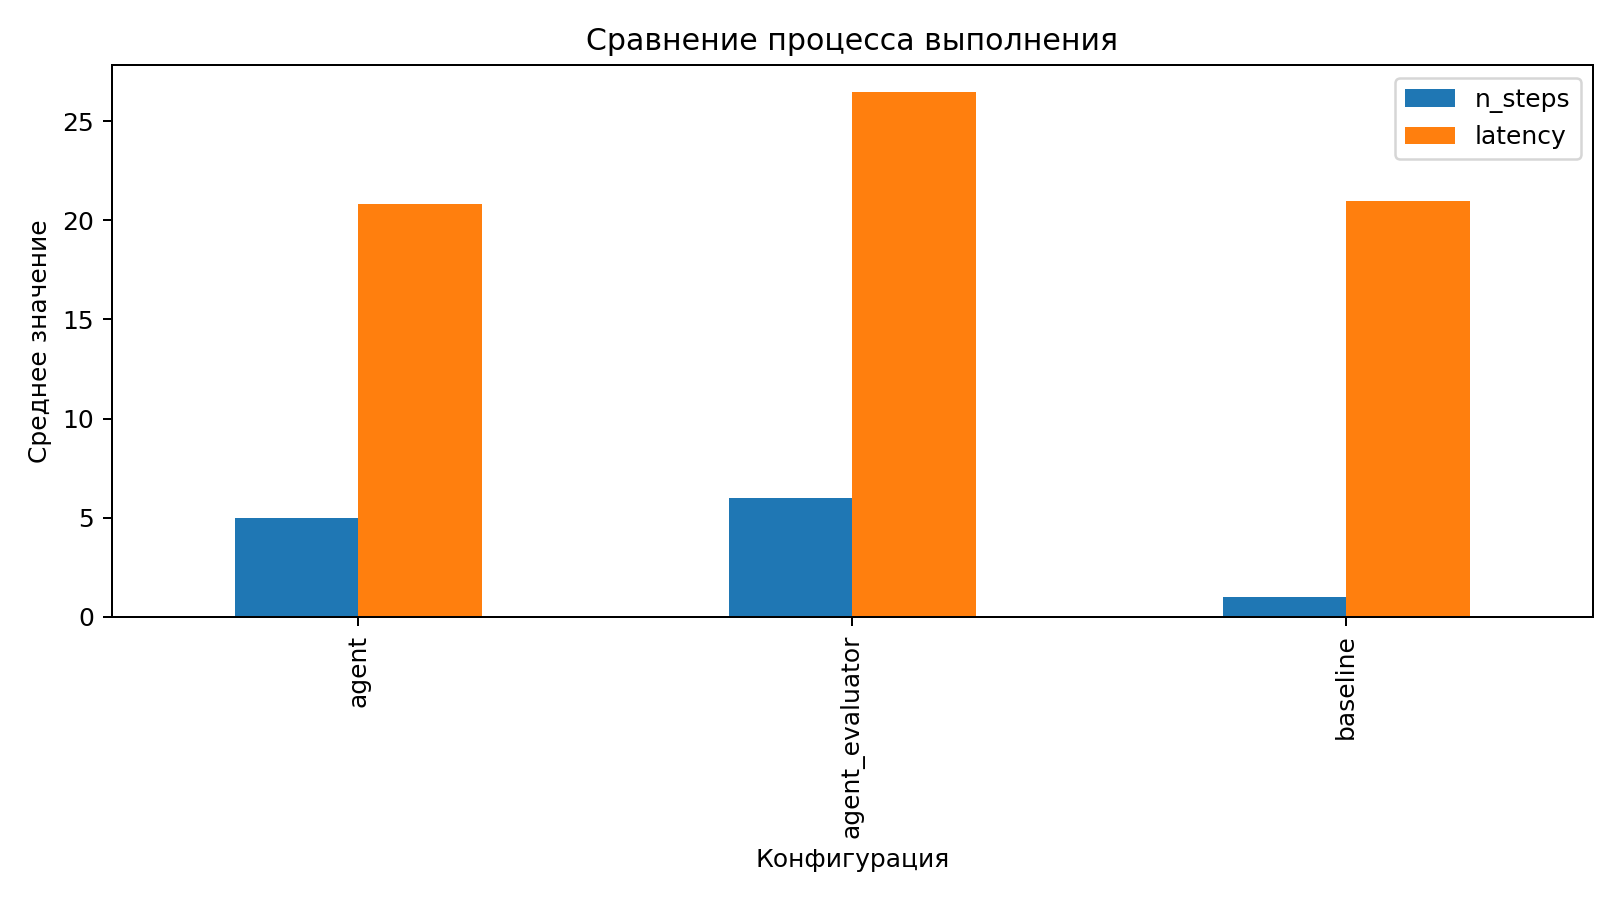 Сравнение процесса выполнения
n_steps
latency
Среднее значение
25
20
15
10
5
0
agent
agent_evaluator
baseline
Конфигурация